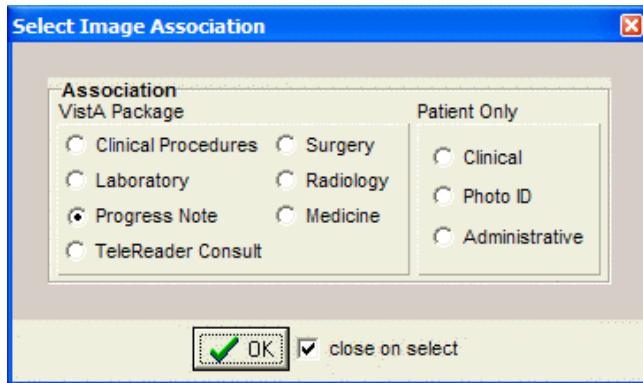 Select Image Association
Association
VistA Package
Patient Only
Clinical Procedures
Surgery
Clinical
Laboratory
Radiology
Photo ID
Progress Note
Medicine
Administrative
TeleReader Consult
OK
close on select